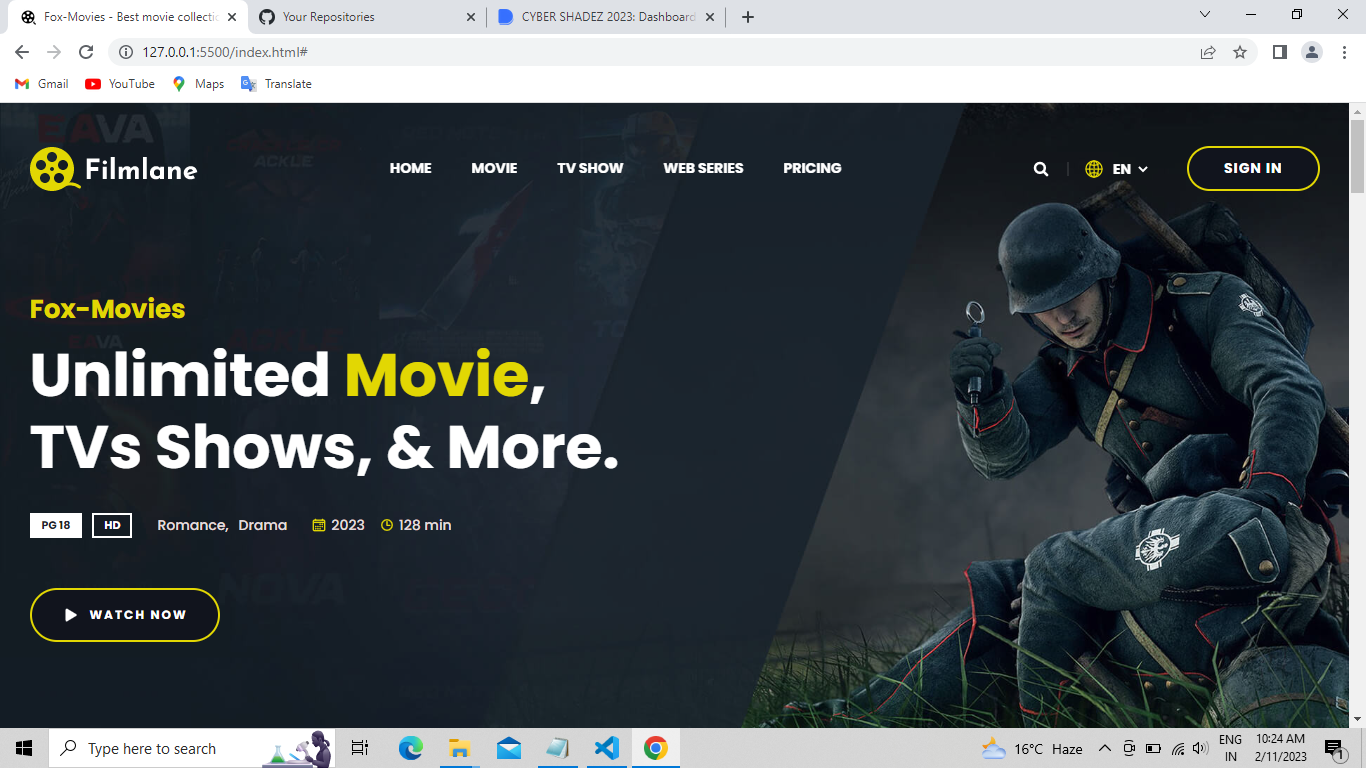 Fox-Movies - Best movie collectio
Your Repositories
CYBER SHADEZ 2023: Dashboard
127.0.0.1:5500/index.html#
Gmail
YouTube
Maps
Translate
Filmlane
HOME
MOVIE
TV SHOW
WEB SERIES
PRICING
EN
SIGN IN
EAVA
ACKLE
Fox-Movies
Unlimited Movie,
TVs Shows, & More.
PG 18
HD
Romance, Drama
2023
128 min
NOVA
WATCH NOW
Type here to search
16°C Haze
ENG
IN
10:24 AM
2/11/2023
1